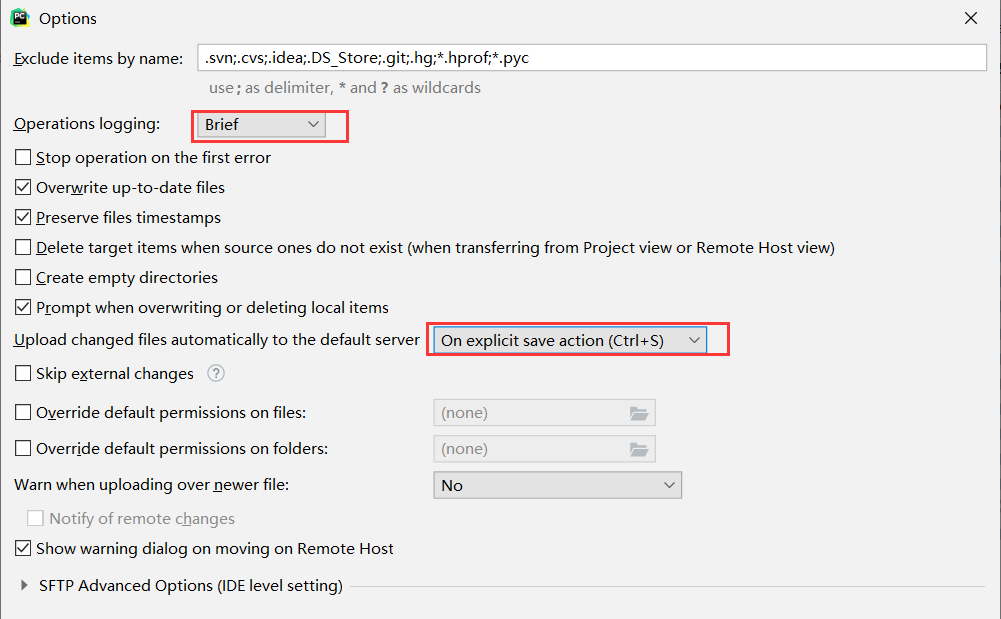 PC
Options
Exclude items by name: .svn;.cvs;.idea;.DS_Store;.git;.hg;*.hprof;*.pyc
use ; as delimiter, * and ? as wildcards
Operations logging: Brief
Stop operation on the first error
Overwrite up-to-date files
Preserve files timestamps
Delete target items when source ones do not exist (when transferring from Project view or Remote Host view)
Create empty directories
Prompt when overwriting or deleting local items
Upload changed files automatically to the default server On explicit save action (Ctrl+S)
Skip external changes ?
Override default permissions on files: (none)
Override default permissions on folders: (none)
Warn when uploading over newer file: No
Notify of remote changes
Show warning dialog on moving on Remote Host
SFTP Advanced Options (IDE level setting)